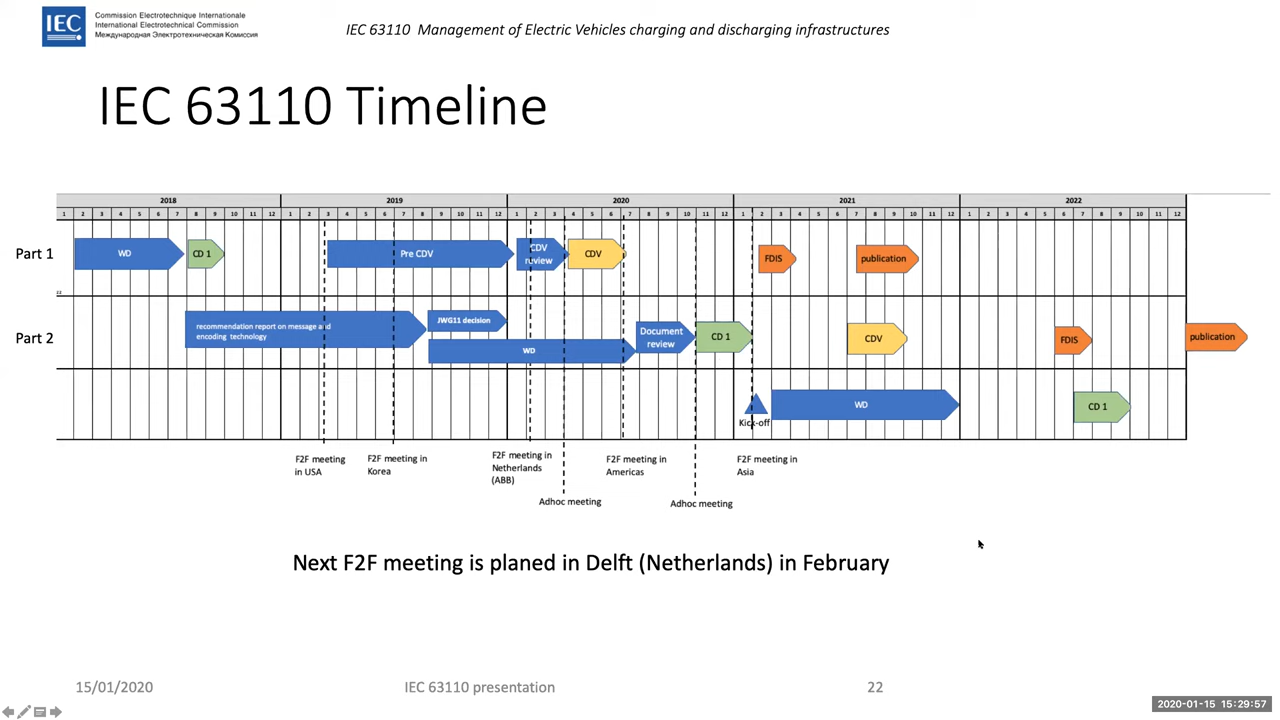 IEC
Commission Electrotechnique Internationale
International Electrotechnical Commission
Международная Электротехническая Комиссия
IEC 63110 Management of Electric Vehicles charging and discharging infrastructures
IEC 63110 Timeline
2018 2019 2020 2021 2022
1 2 3 4 5 6 7 8 9 10 11 12 1 2 3 4 5 6 7 8 9 10 11 12 1 2 3 4 5 6 7 8 9 10 11 12 1 2 3 4 5 6 7 8 9 10 11 12 1 2 3 4 5 6 7 8 9 10 11 12
Part 1
WD
CD 1
Pre CDV
CDV
review
CDV
FDIS
publication
22
Part 2
recommendation report on message and
encoding technology
JWG11 decision
WD
Document
review
CD 1
CDV
FDIS
publication
Kick-off
WD
CD 1
F2F meeting
in USA
F2F meeting in
Korea
F2F meeting in
Netherlands
(ABB)
Adhoc meeting
F2F meeting in
Americas
Adhoc meeting
F2F meeting in
Asia
Next F2F meeting is planed in Delft (Netherlands) in February
15/01/2020
IEC 63110 presentation
22
2020-01-15 15:29:57